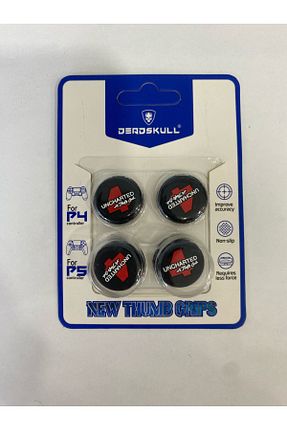 DEADSKULL
For
P4
controller
For
P5
controller
UNCHARTED
4
UNCHARTED
4
UNCHARTED
4
UNCHARTED
4
Improve
accuracy
Non-slip
Requires
less force
NEW THUMB GRIPS